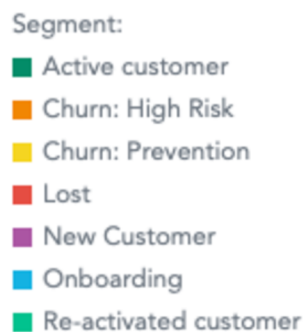 Segment:
Active customer
Churn: High Risk
Churn: Prevention
Lost
New Customer
Onboarding
Re-activated customer